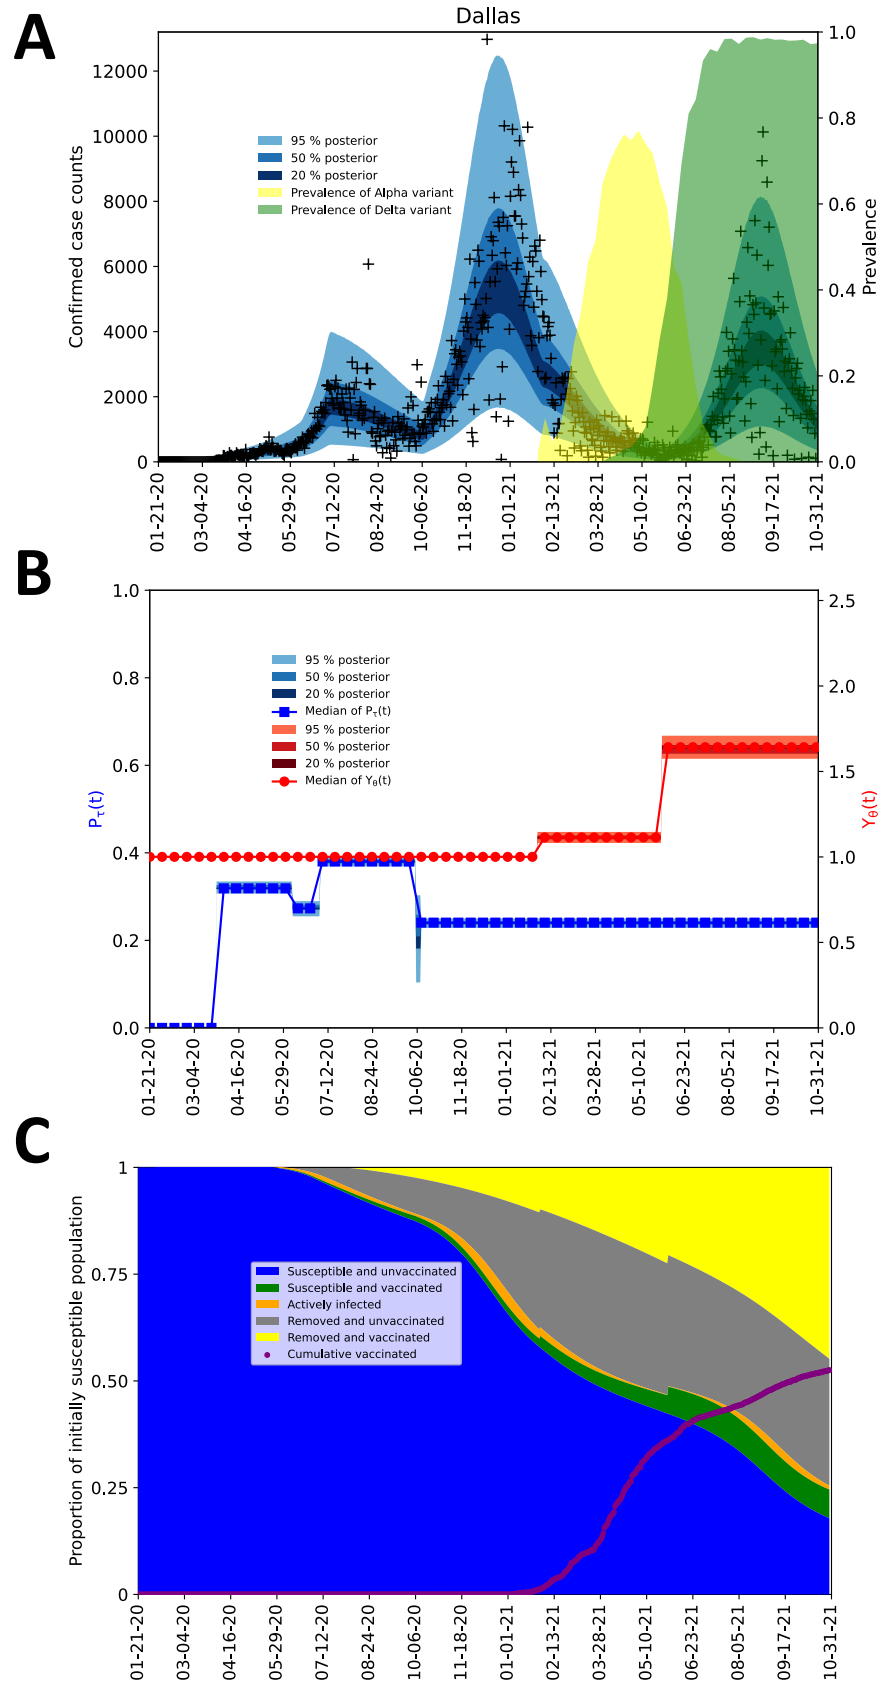 A
Dallas
Confirmed case counts
12000
10000
8000
6000
4000
2000
0
95 % posterior
50 % posterior
20 % posterior
Prevalence of Alpha variant
Prevalence of Delta variant
1.0
0.8
0.6
0.4
0.2
0.0
Prevalence
01-21-20
03-04-20
04-16-20
05-29-20
07-12-20
08-24-20
10-06-20
11-18-20
01-01-21
02-13-21
03-28-21
05-10-21
06-23-21
08-05-21
09-17-21
10-31-21
B
P_τ(t)
1.0
0.8
0.6
0.4
0.2
0.0
95 % posterior
50 % posterior
20 % posterior
Median of P_τ(t)
95 % posterior
50 % posterior
20 % posterior
Median of Y_θ(t)
2.5
2.0
1.5
1.0
0.5
0.0
Y_θ(t)
01-21-20
03-04-20
04-16-20
05-29-20
07-12-20
08-24-20
10-06-20
11-18-20
01-01-21
02-13-21
03-28-21
05-10-21
06-23-21
08-05-21
09-17-21
10-31-21
C
Proportion of initially susceptible population
1
0.75
0.50
0.25
0
Susceptible and unvaccinated
Susceptible and vaccinated
Actively infected
Removed and unvaccinated
Removed and vaccinated
Cumulative vaccinated
01-21-20
03-04-20
04-16-20
05-29-20
07-12-20
08-24-20
10-06-20
11-18-20
01-01-21
02-13-21
03-28-21
05-10-21
06-23-21
08-05-21
09-17-21
10-31-21